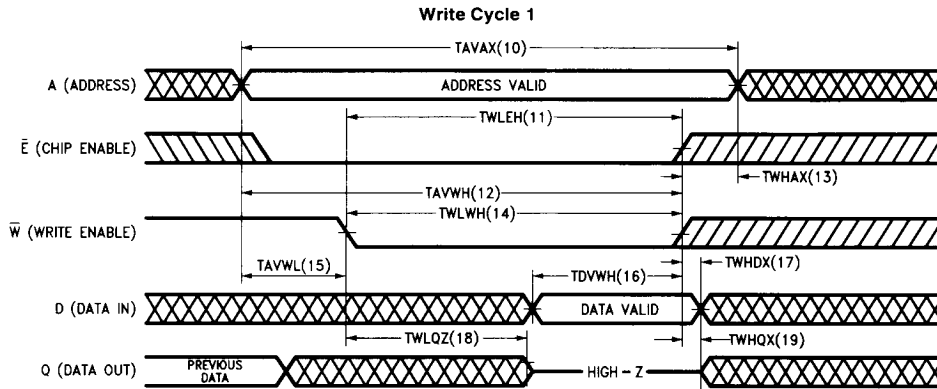 Write Cycle 1
TAVAX(10)
A (ADDRESS)
ADDRESS VALID
TWLEH(11)
E̅ (CHIP ENABLE)
TWHAX(13)
TAVWH(12)
TWLWH(14)
W̅ (WRITE ENABLE)
TAVWL(15)
TDVWH(16)
TWHDX(17)
D (DATA IN)
DATA VALID
TWLQZ(18)
TWHQX(19)
Q (DATA OUT)
PREVIOUS
DATA
HIGH - Z